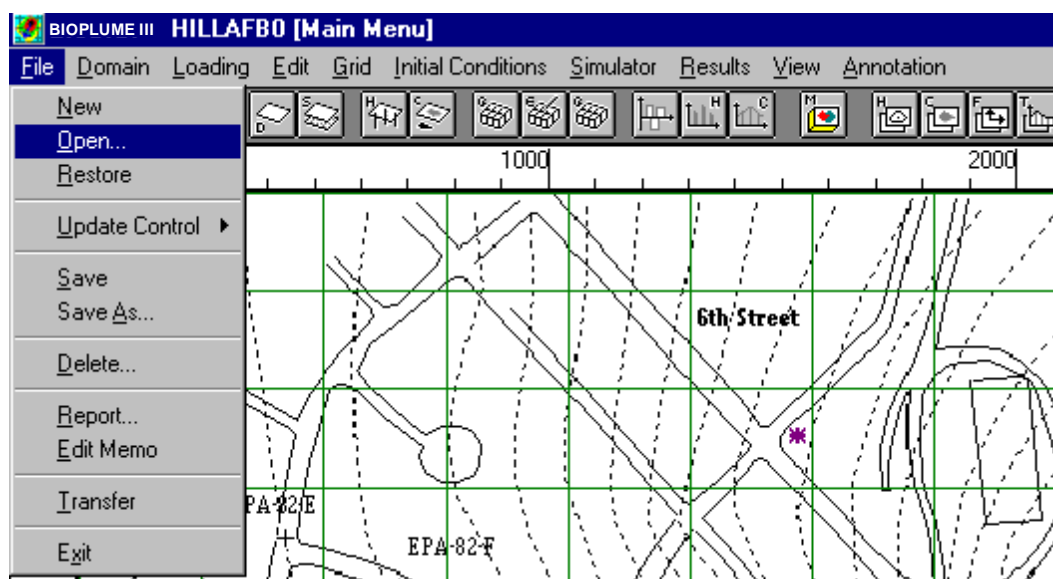 BIOPLUME III HILLAFB0 [Main Menu]
File Domain Loading Edit Grid Initial Conditions Simulator Results View Annotation
New
Open...
Restore
Update Control
Save
Save As...
Delete...
Report...
Edit Memo
Transfer
Exit
D S H C G E G H C M H C F T
1000 2000
6th Street
EPA-82-E
EPA-82-F